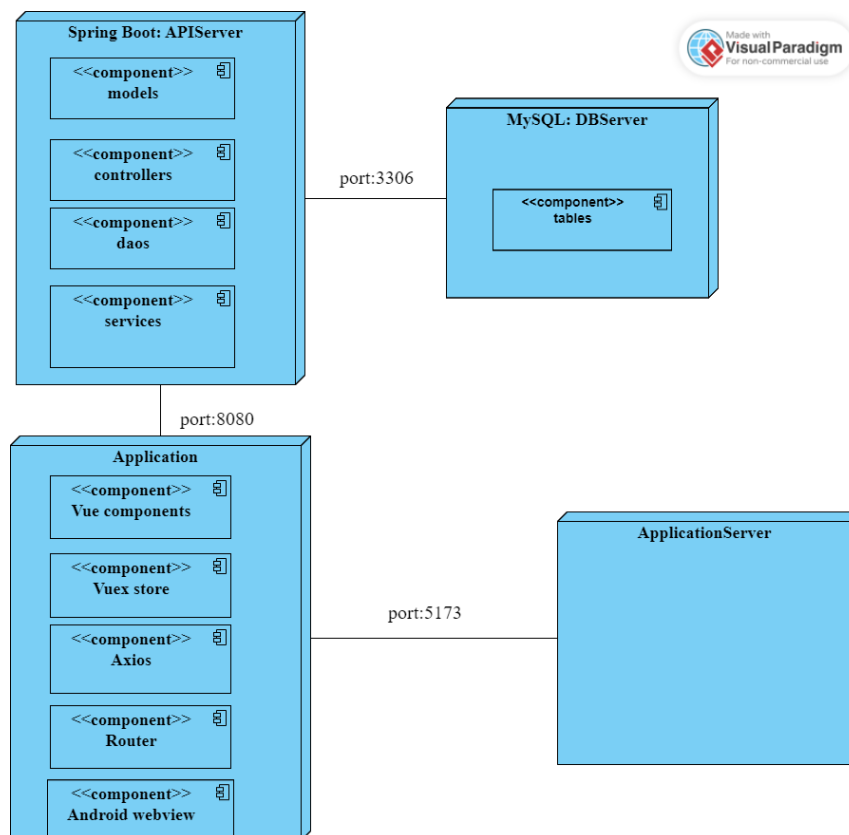 Spring Boot: APIServer
<<component>>
models
<<component>>
controllers
<<component>>
daos
<<component>>
services
port:3306
MySQL: DBServer
<<component>>
tables
Made with
Visual Paradigm
For non-commercial use
port:8080
Application
<<component>>
Vue components
<<component>>
Vuex store
<<component>>
Axios
<<component>>
Router
<<component>>
Android webview
port:5173
ApplicationServer